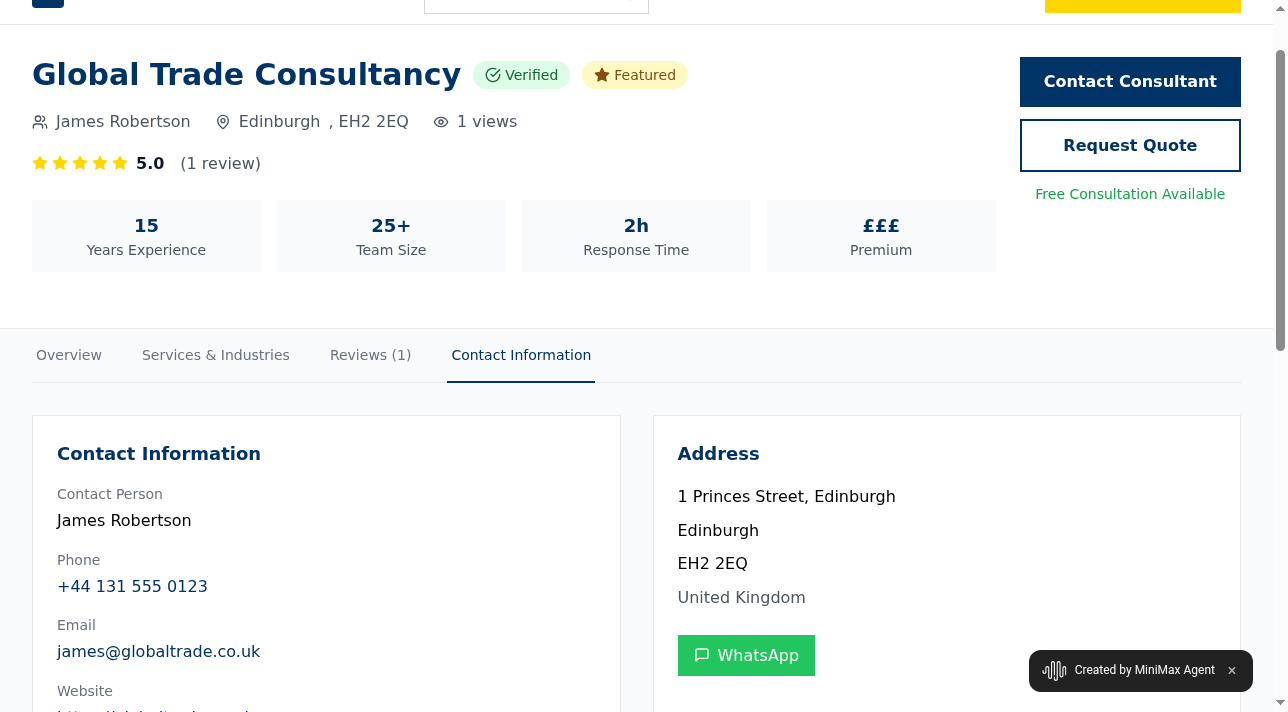 Global Trade Consultancy Verified Featured
James Robertson Edinburgh , EH2 2EQ 1 views
5.0 (1 review)
Contact Consultant
Request Quote
Free Consultation Available
15
Years Experience
25+
Team Size
2h
Response Time
£££
Premium
Overview Services & Industries Reviews (1) Contact Information
Contact Information
Contact Person
James Robertson
Phone
+44 131 555 0123
Email
james@globaltrade.co.uk
Website
Address
1 Princes Street, Edinburgh
Edinburgh
EH2 2EQ
United Kingdom
WhatsApp
Created by MiniMax Agent ×